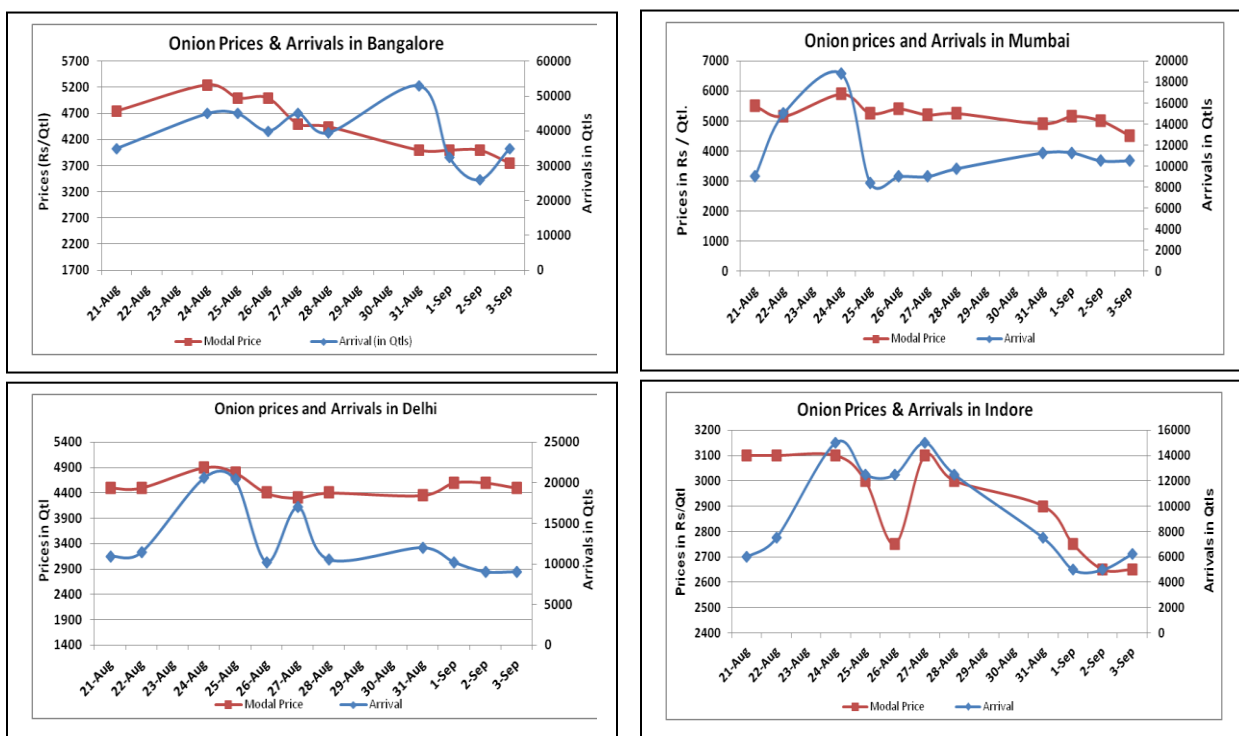 Onion Prices & Arrivals in Bangalore
5700
5200
4700
4200
3700
3200
2700
2200
1700
Prices (Rs/Qtl)
60000
50000
40000
30000
20000
10000
0
Arrivals in Qtls
21-Aug
22-Aug
23-Aug
24-Aug
25-Aug
26-Aug
27-Aug
28-Aug
29-Aug
30-Aug
31-Aug
1-Sep
2-Sep
3-Sep
Modal Price
Arrival (in Qtls)
Onion prices and Arrivals in Mumbai
7000
6000
5000
4000
3000
2000
1000
0
Prices in Rs / Qtl.
20000
18000
16000
14000
12000
10000
8000
6000
4000
2000
0
Arrivals in Qtls
21-Aug
22-Aug
23-Aug
24-Aug
25-Aug
26-Aug
27-Aug
28-Aug
29-Aug
30-Aug
31-Aug
1-Sep
2-Sep
3-Sep
Modal Price
Arrival
Onion prices and Arrivals in Delhi
5400
4900
4400
3900
3400
2900
2400
1900
1400
Prices in Qtl
25000
20000
15000
10000
5000
0
Arrivals in Qtls
21-Aug
22-Aug
23-Aug
24-Aug
25-Aug
26-Aug
27-Aug
28-Aug
29-Aug
30-Aug
31-Aug
1-Sep
2-Sep
3-Sep
Modal Price
Arrival
Onion Prices & Arrivals in Indore
3200
3100
3000
2900
2800
2700
2600
2500
2400
Prices in Rs/Qtl
16000
14000
12000
10000
8000
6000
4000
2000
0
Arrivals in Qtls
21-Aug
22-Aug
23-Aug
24-Aug
25-Aug
26-Aug
27-Aug
28-Aug
29-Aug
30-Aug
31-Aug
1-Sep
2-Sep
3-Sep
Modal Price
Arrival